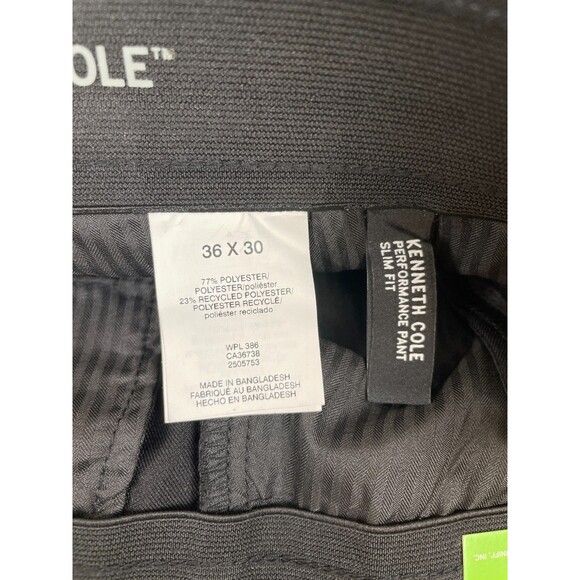 OLE™
36 X 30
77% POLYESTER/
POLYESTER/poliéster
23% RECYCLED POLYESTER/
POLYESTER RECYCLÉ/
poliéster reciclado
WPL 386
CA36738
2505753
MADE IN BANGLADESH
FABRIQUÉ AU BANGLADESH
HECHO EN BANGLADESH
KENNETH COLE
PERFORMANCE PANT
SLIM FIT
INC.